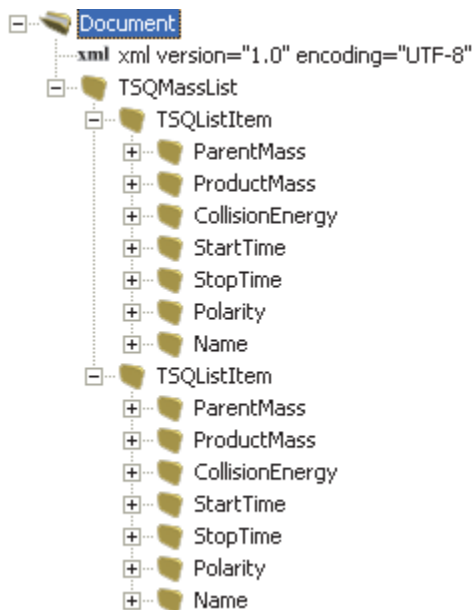 Document
xml xml version="1.0" encoding="UTF-8"
TSQMassList
TSQListItem
ParentMass
ProductMass
CollisionEnergy
StartTime
StopTime
Polarity
Name
TSQListItem
ParentMass
ProductMass
CollisionEnergy
StartTime
StopTime
Polarity
Name